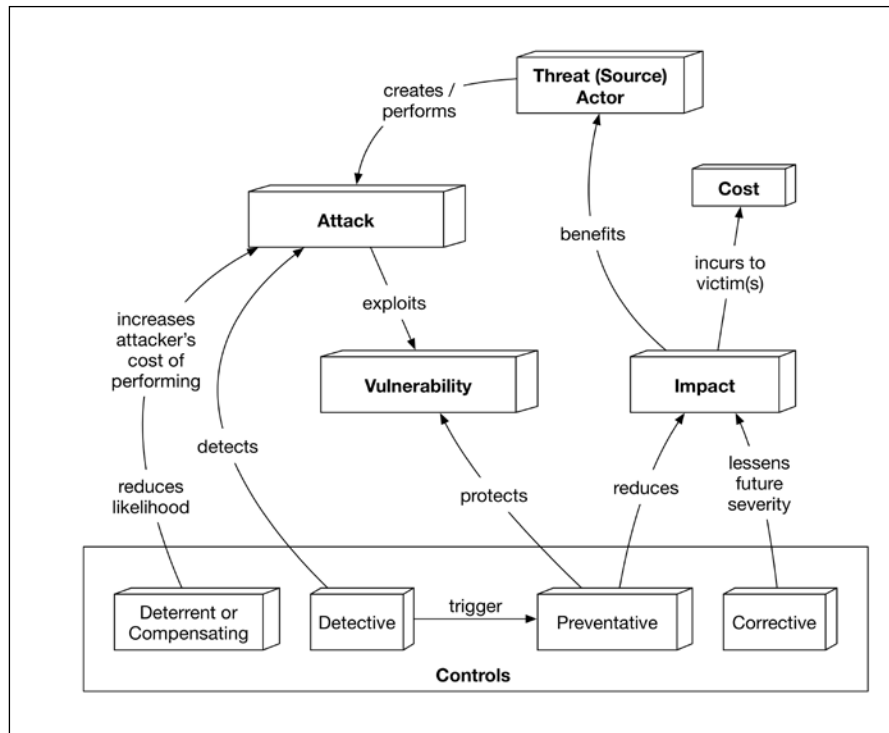 Threat (Source)
Actor
creates /
performs
Cost
Attack
benefits
incurs to
victim(s)
exploits
increases
attacker's
cost of
performing
Vulnerability
Impact
detects
lessens
future
severity
protects
reduces
reduces
likelihood
Deterrent or
Compensating
Detective
trigger
Preventative
Corrective
Controls